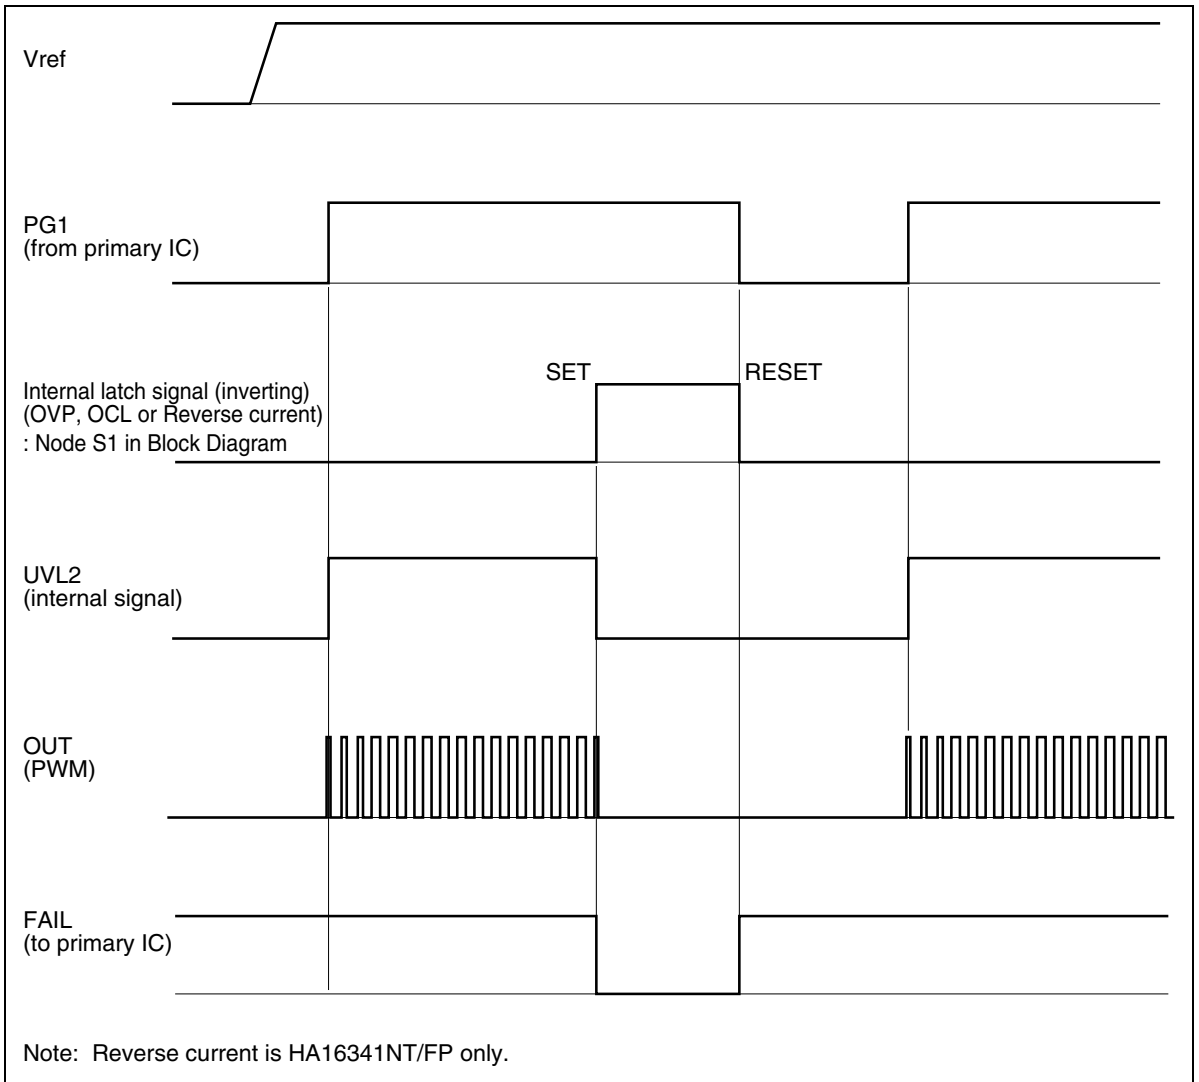 Vref
PG1
(from primary IC)
SET
RESET
Internal latch signal (inverting)
(OVP, OCL or Reverse current)
: Node S1 in Block Diagram
UVL2
(internal signal)
OUT
(PWM)
FAIL
(to primary IC)
Note: Reverse current is HA16341NT/FP only.